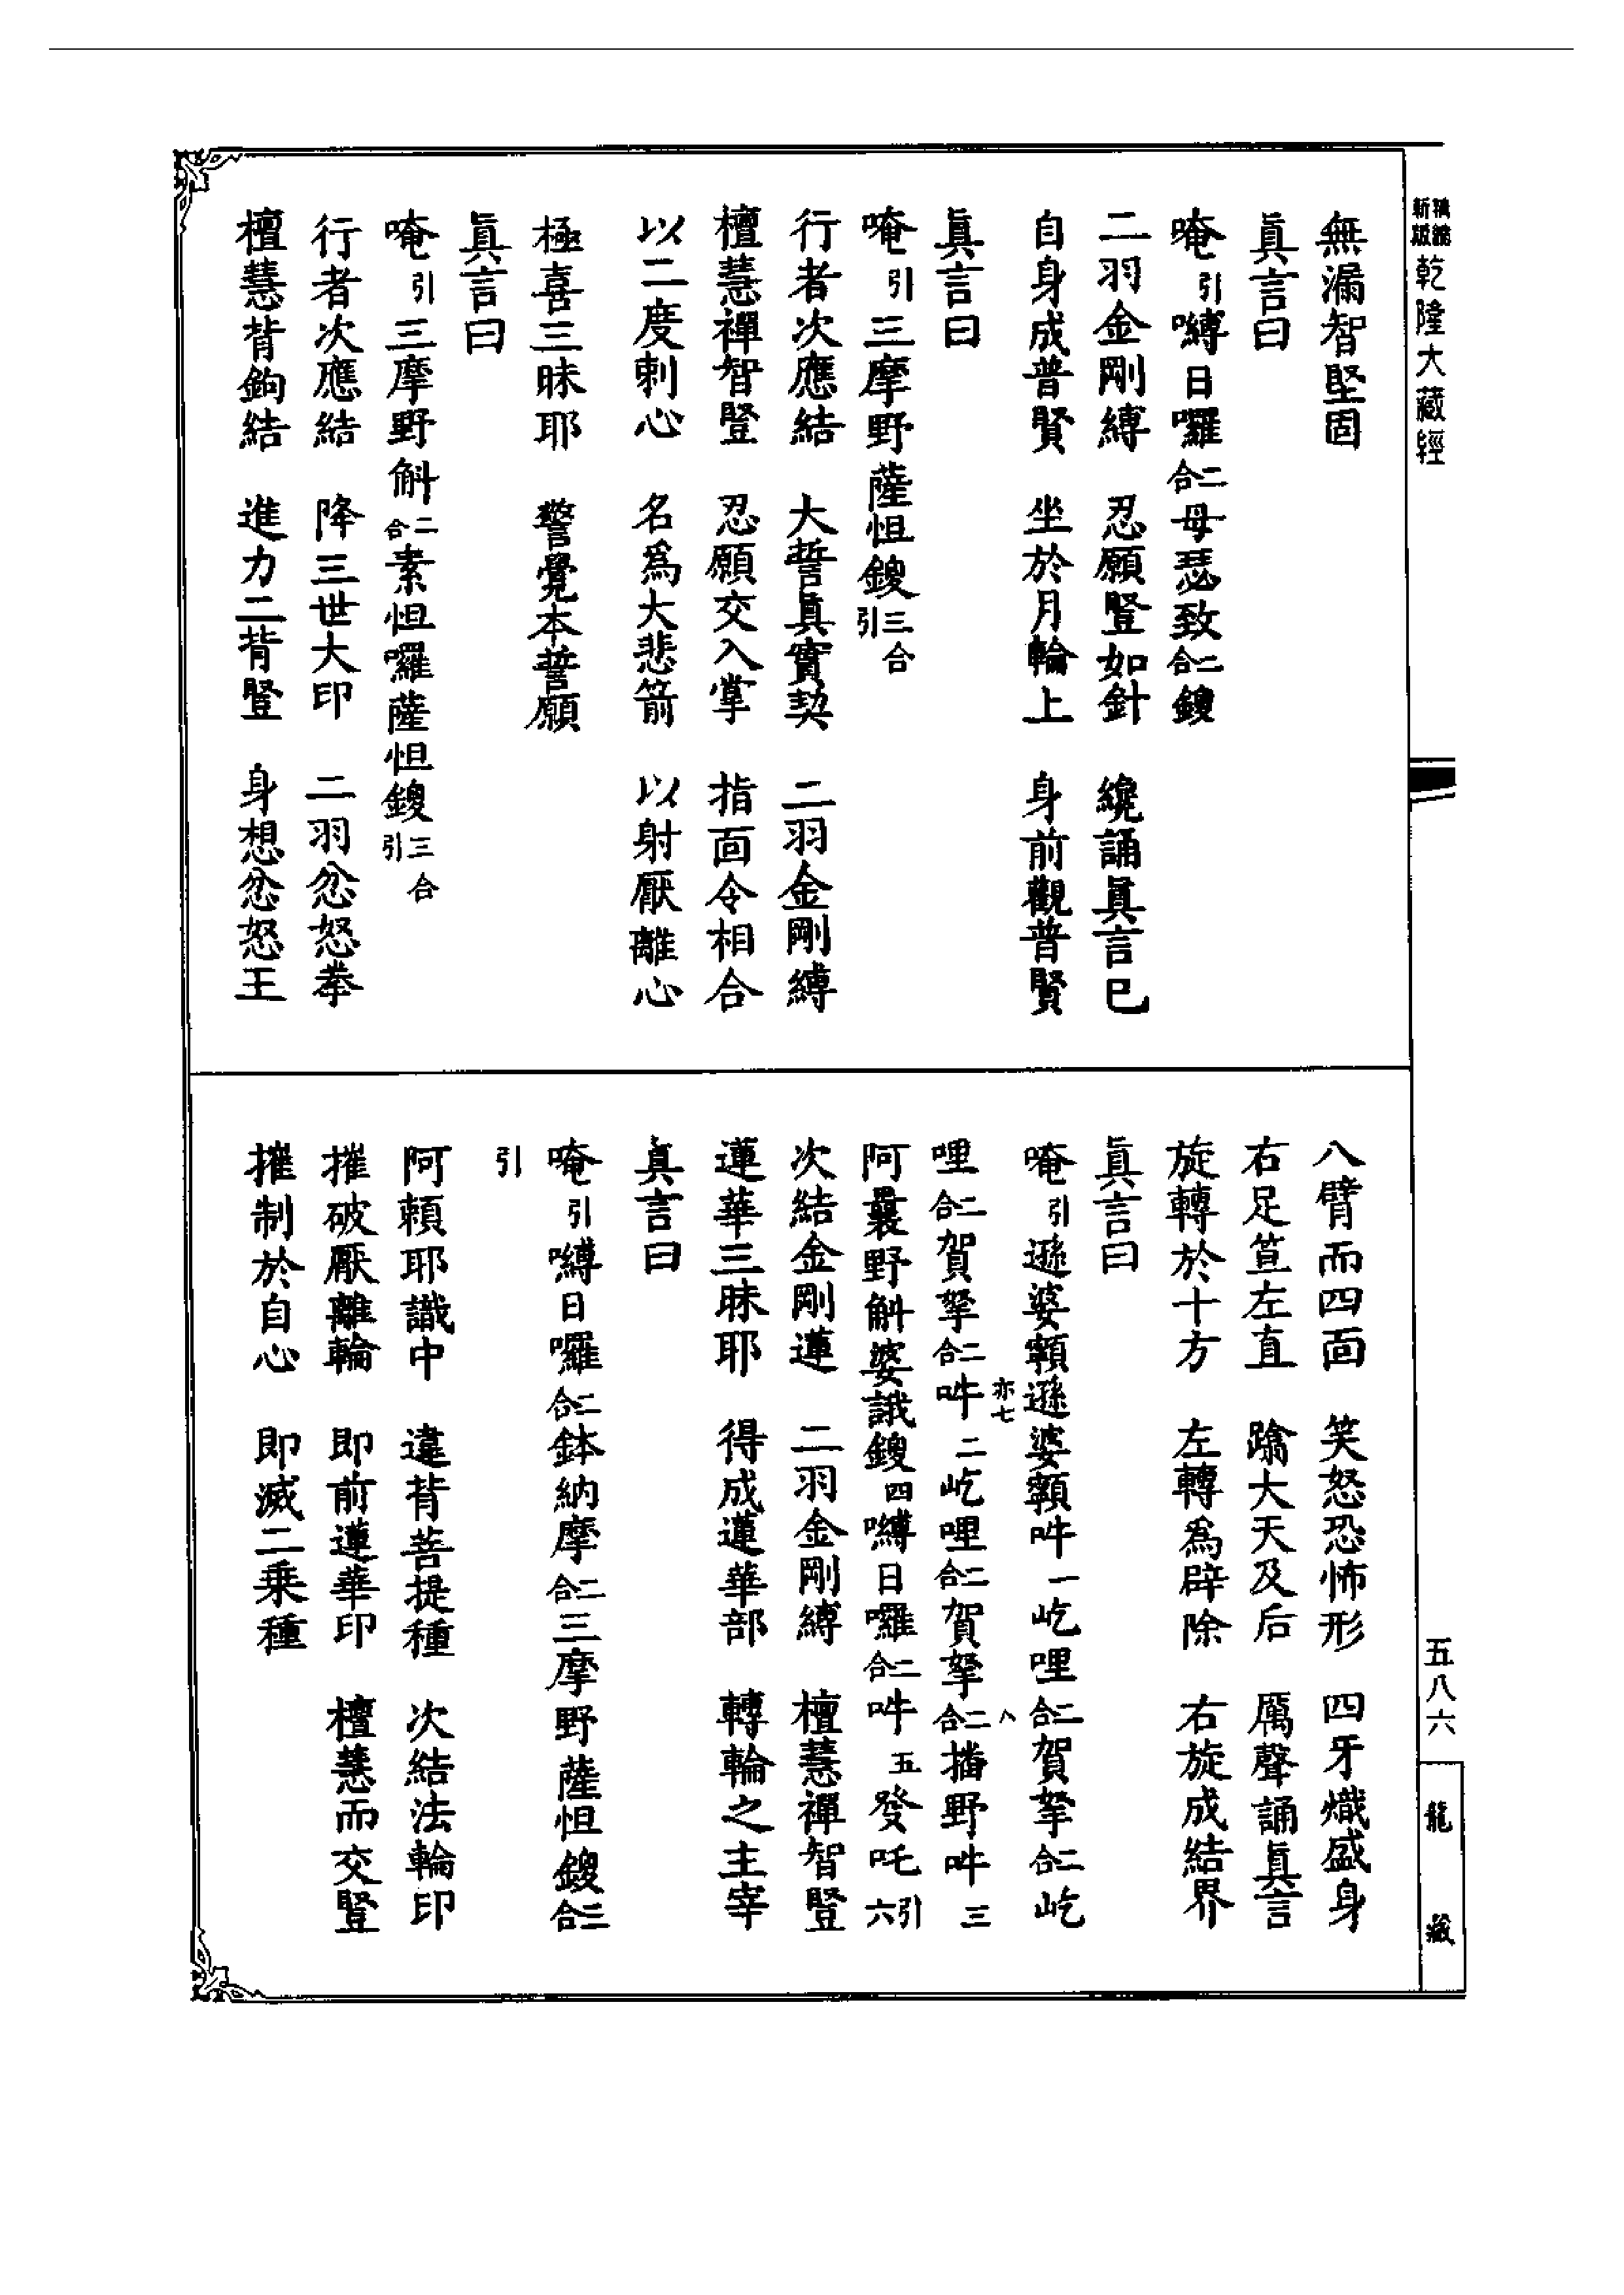 新版精縮乾隆大藏經
無漏智堅固
眞言曰
唵引嚩日囉二合母瑟致二合鑁
二羽金剛縛　忍願豎如針　纔誦眞言已
自身成普賢　坐於月輪上　身前觀普賢
眞言曰
唵引三摩野薩怛鑁三合引
行者次應結　大誓眞實契　二羽金剛縛
檀慧禪智豎　忍願交入掌　指面令相合
以二度刺心　名爲大悲箭　以射厭離心
極喜三昧耶　警覺本誓願
眞言曰
唵引三摩野斛二合素怛囉薩怛鑁三合引
行者次應結　降三世大印　二羽忿怒拳
檀慧背鉤結　進力二背豎　身想忿怒王
八臂而四面　笑怒恐怖形　四牙熾盛身
右足笪左直　躋大天及后　厲聲誦眞言
旋轉於十方　左轉爲辟除　右旋成結界
眞言曰
唵引遜婆顙遜婆顙吽一屹哩二合賀拏二合屹
亦七　八
哩二合賀拏二合吽二屹哩二合賀拏二合播野吽三
阿曩野斛婆誐鑁四嚩日囉二合吽五發吒引六
次結金剛蓮　二羽金剛縛　檀慧禪智豎
蓮華三昧耶　得成蓮華部　轉輪之主宰
眞言曰
唵引嚩日囉二合鉢納摩二合三摩野薩怛鑁三合
引
阿賴耶識中　違背菩提種　次結法輪印
摧破厭離輪　即前蓮華印　檀慧而交豎
摧制於自心　即滅二乘種
五八六
龍藏